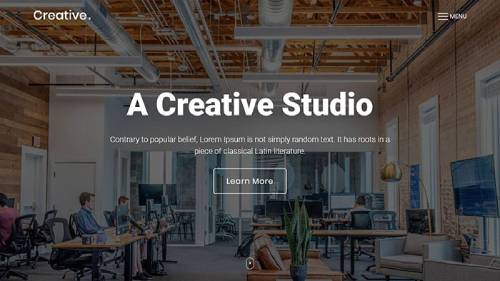 Creative.
MENU
A Creative Studio
Contrary to popular belief, Lorem Ipsum is not simply random text. It has roots in a
piece of classical Latin literature.
Learn More